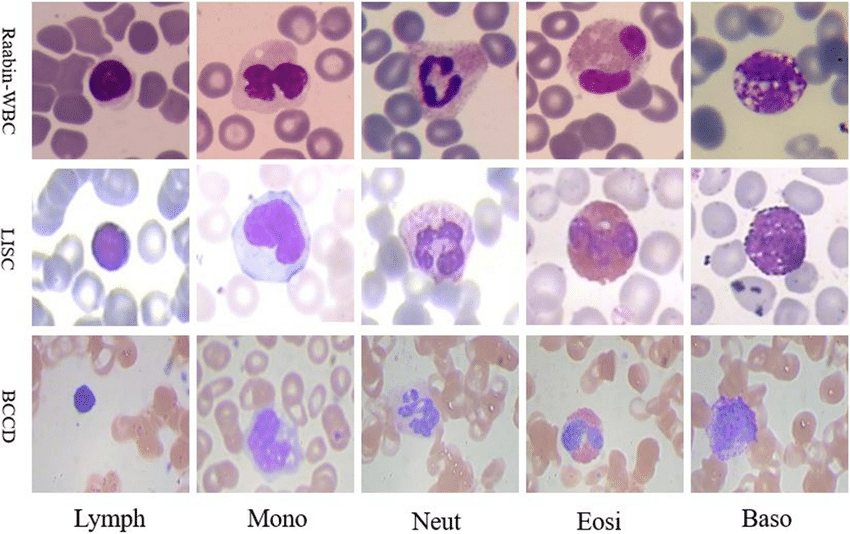 Raabin-WBC
LISC
BCCD
Lymph
Mono
Neut
Eosi
Baso